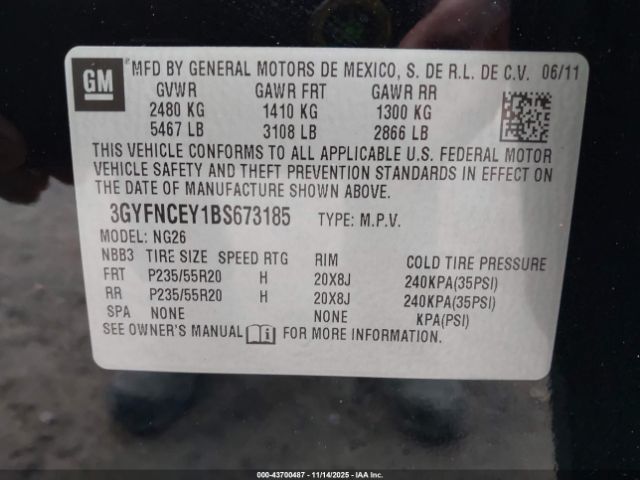 GM
MFD BY GENERAL MOTORS DE MEXICO, S. DE R.L. DE C.V. 06/11
GVWR GAWR FRT GAWR RR
2480 KG 1410 KG 1300 KG
5467 LB 3108 LB 2866 LB
THIS VEHICLE CONFORMS TO ALL APPLICABLE U.S. FEDERAL MOTOR
VEHICLE SAFETY AND THEFT PREVENTION STANDARDS IN EFFECT ON
THE DATE OF MANUFACTURE SHOWN ABOVE.
3GYFNCEY1BS673185 TYPE: M.P.V.
MODEL: NG26
NBB3 TIRE SIZE SPEED RTG RIM COLD TIRE PRESSURE
FRT P235/55R20 H 20X8J 240KPA(35PSI)
RR P235/55R20 H 20X8J 240KPA(35PSI)
SPA NONE NONE KPA(PSI)
SEE OWNER'S MANUAL FOR MORE INFORMATION.
000-43700487 - 11/14/2025 - IAA Inc.